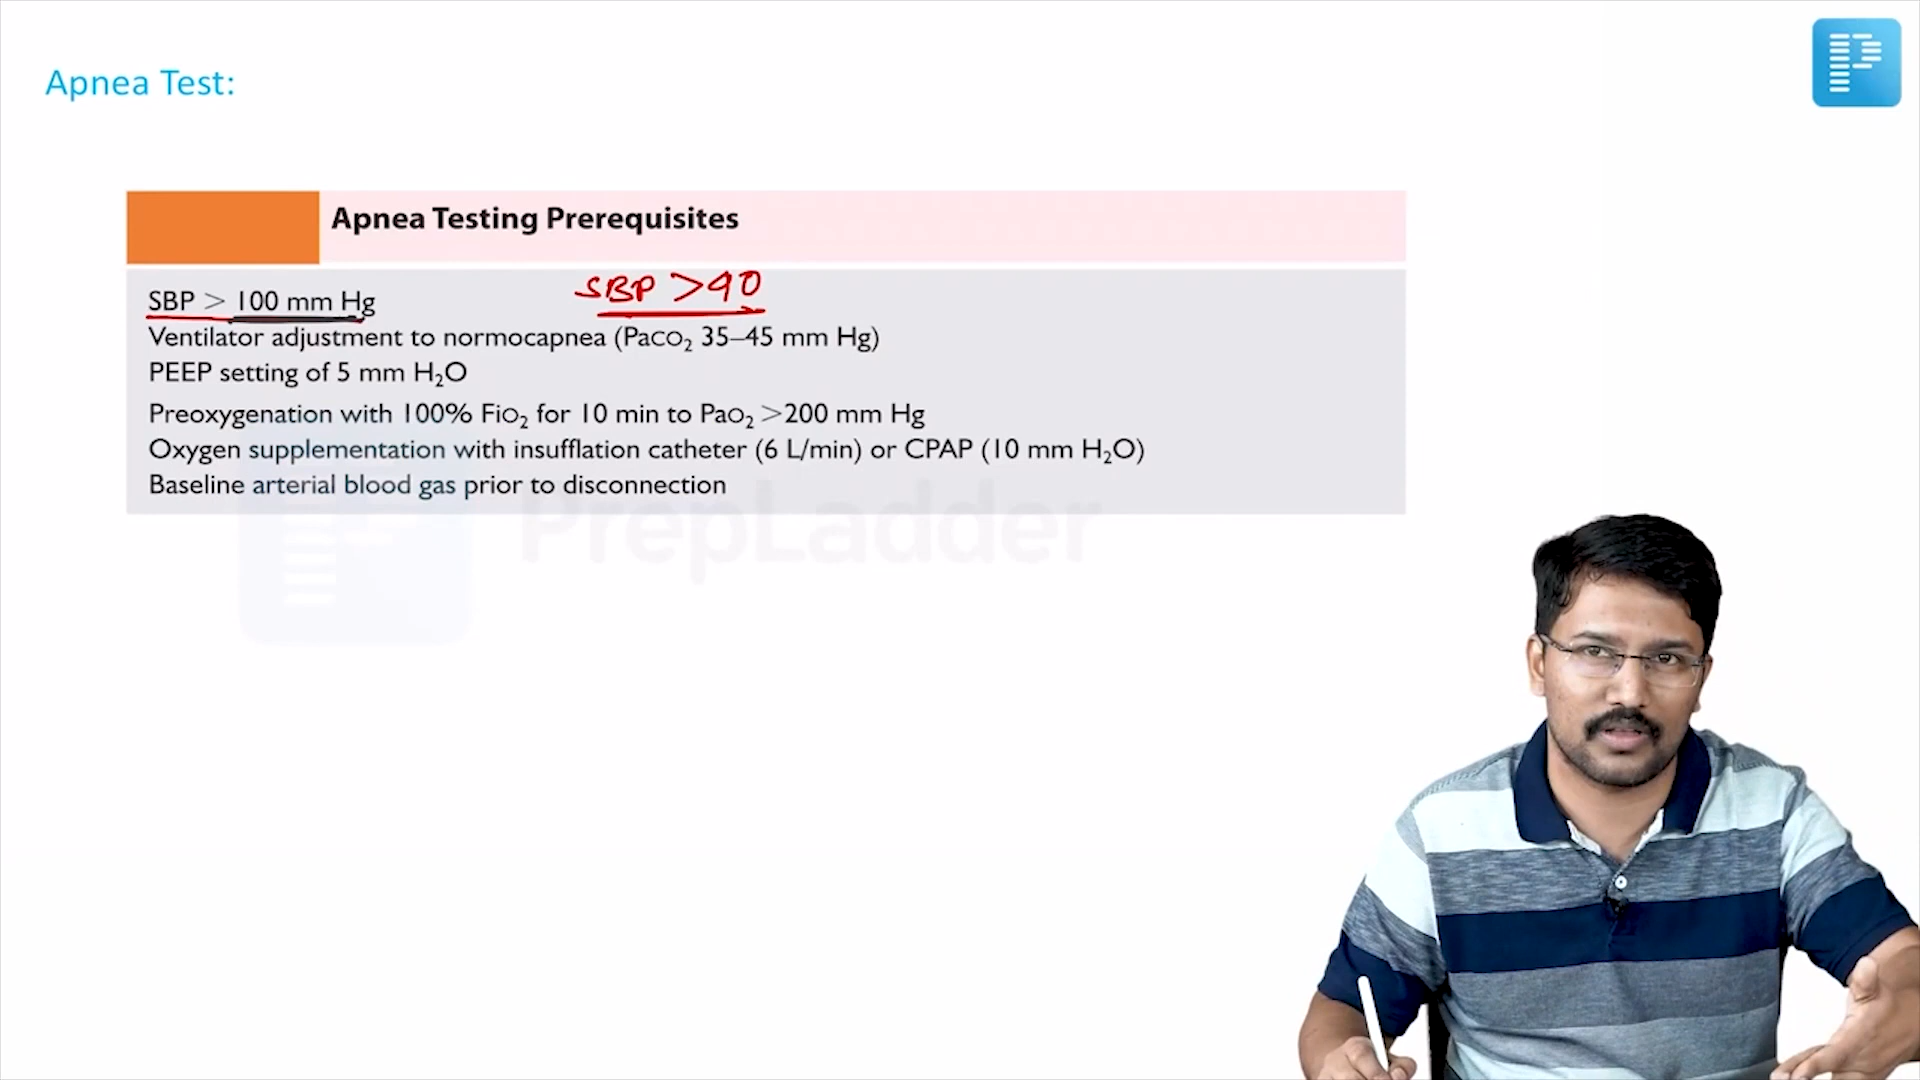 Apnea Test:
Apnea Testing Prerequisites
SBP > 100 mm Hg
SBP >90
Ventilator adjustment to normocapnea (PaCO₂ 35–45 mm Hg)
PEEP setting of 5 mm H₂O
Preoxygenation with 100% FiO₂ for 10 min to PaO₂ >200 mm Hg
Oxygen supplementation with insufflation catheter (6 L/min) or CPAP (10 mm H₂O)
Baseline arterial blood gas prior to disconnection
PrepLadder